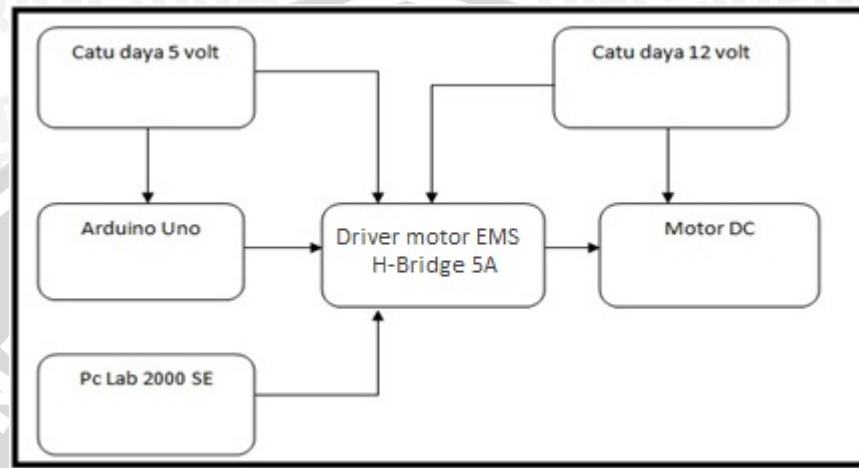 Catu daya 5 volt
Catu daya 12 volt
Arduino Uno
Driver motor EMS
H-Bridge 5A
Motor DC
Pc Lab 2000 SE